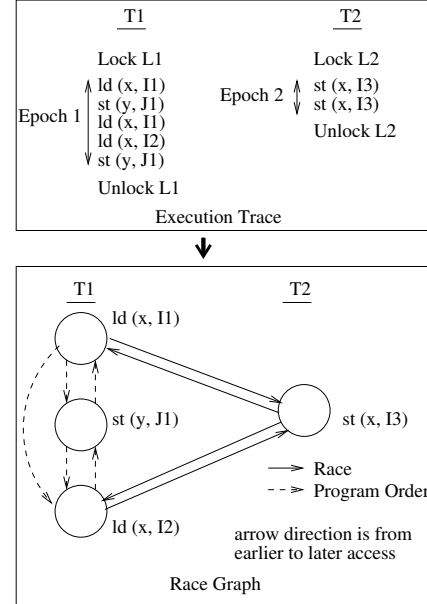 T1 T2
Lock L1 Lock L2
ld (x, I1) st (x, I3)
st (y, J1) st (x, I3)
Epoch 1 Epoch 2
ld (x, I1)
ld (x, I2) Unlock L2
st (y, J1)
Unlock L1
Execution Trace
T1 T2
ld (x, I1)
st (y, J1) st (x, I3)
Race
Program Order
ld (x, I2)
arrow direction is from
earlier to later access
Race Graph